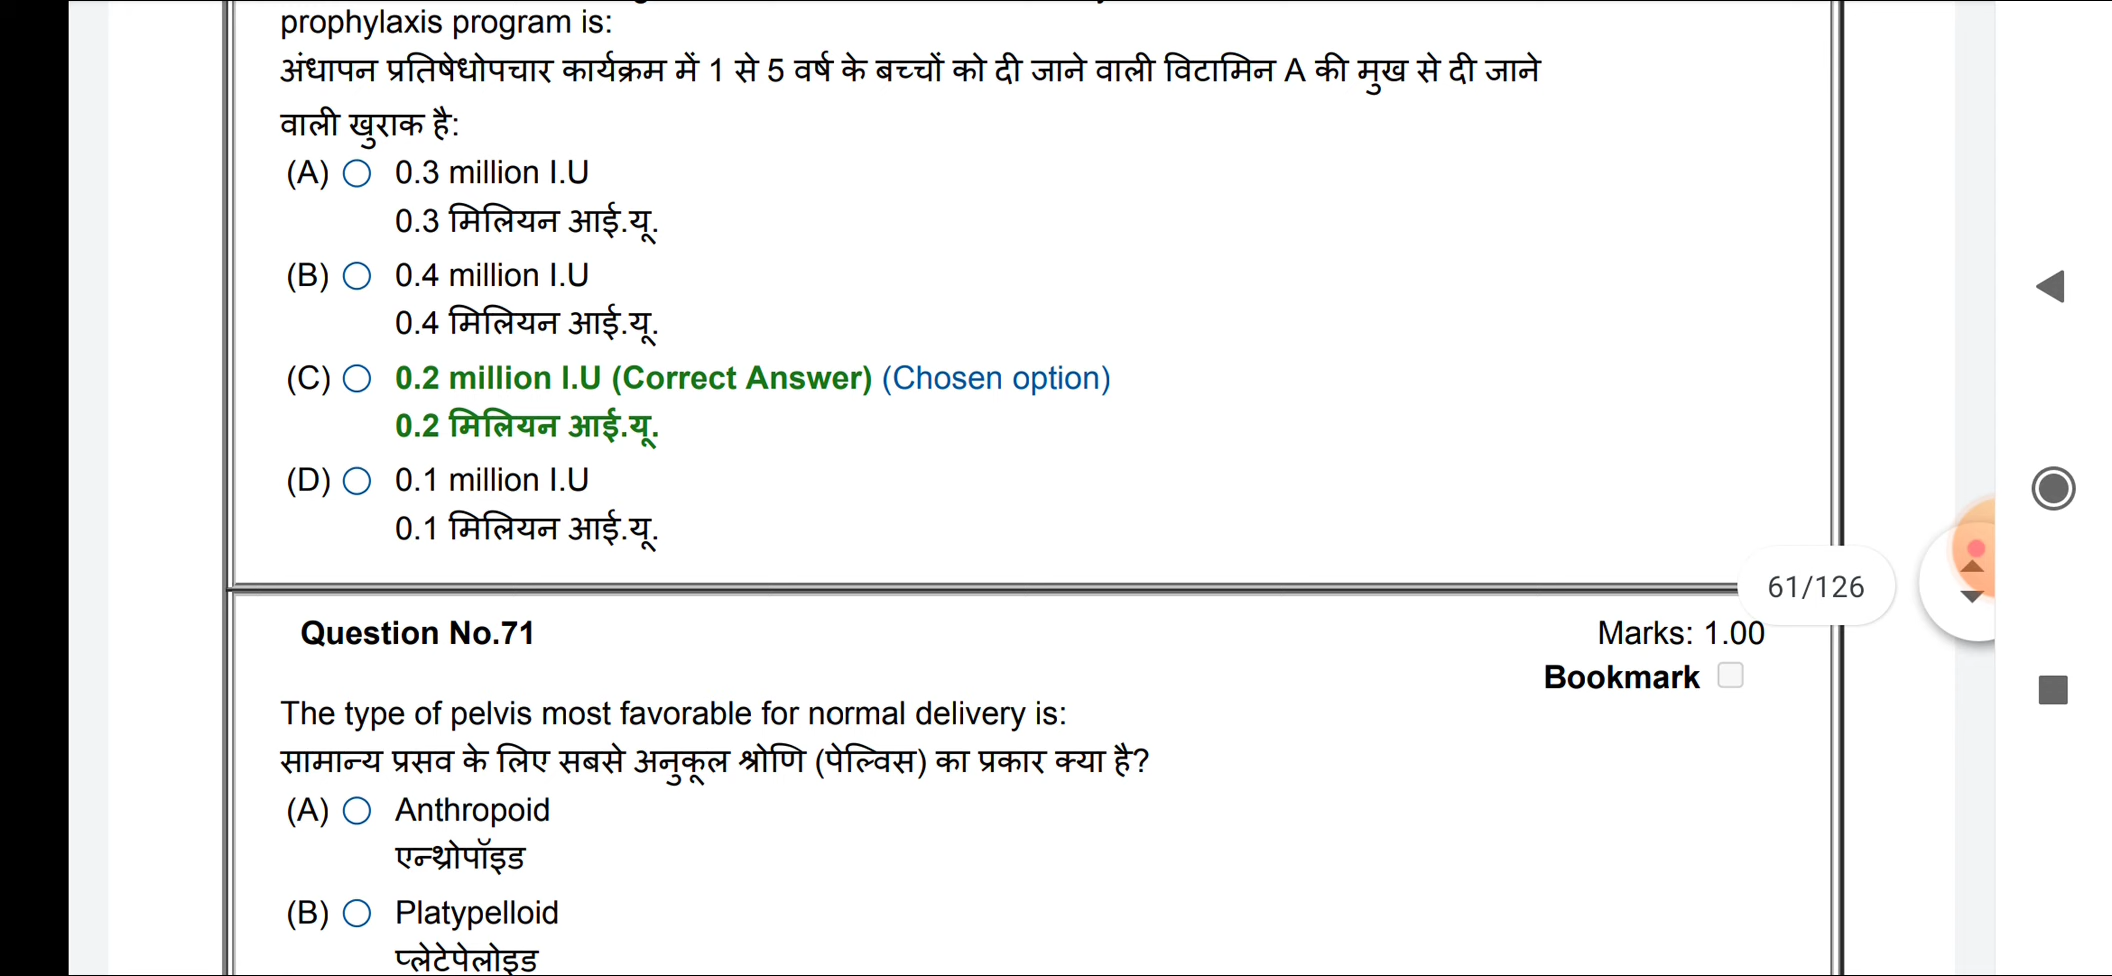 prophylaxis program is:
अंधापन प्रतिषेधोपचार कार्यक्रम में 1 से 5 वर्ष के बच्चों को दी जाने वाली विटामिन A की मुख से दी जाने
वाली खुराक है:
(A) 0.3 million I.U
0.3 मिलियन आई.यू.
(B) 0.4 million I.U
0.4 मिलियन आई.यू.
(C) 0.2 million I.U (Correct Answer) (Chosen option)
0.2 मिलियन आई.यू.
(D) 0.1 million I.U
0.1 मिलियन आई.यू.
61/126
Question No.71 Marks: 1.00
Bookmark
The type of pelvis most favorable for normal delivery is:
सामान्य प्रसव के लिए सबसे अनुकूल श्रोणि (पेल्विस) का प्रकार क्या है?
(A) Anthropoid
एन्थ्रोपॉइड
(B) Platypelloid
प्लेटेपेलोइड